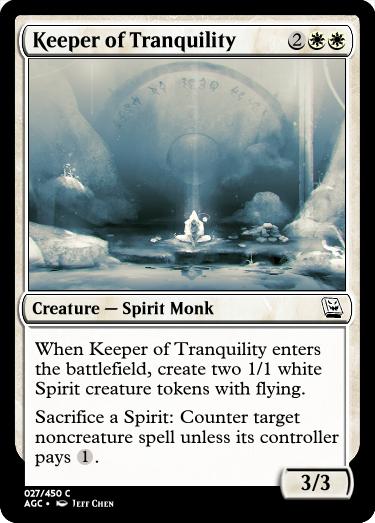 Keeper of Tranquility 2
Creature — Spirit Monk
When Keeper of Tranquility enters
the battlefield, create two 1/1 white
Spirit creature tokens with flying.
Sacrifice a Spirit: Counter target
noncreature spell unless its controller
pays 1.
3/3
027/450 C
AGC • Jeff Chen